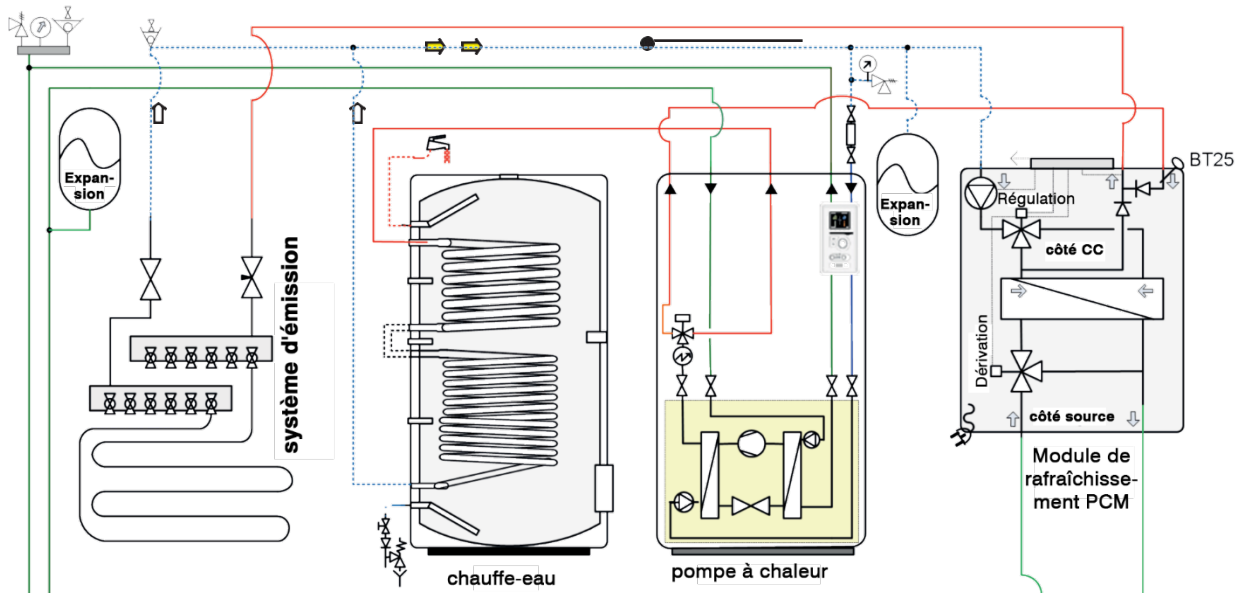 BT25
Expan-
sion
Expan-
sion
Régulation
côté CC
système d'émission
Dérivation
côté source
Module de
rafraîchisse-
ment PCM
chauffe-eau
pompe à chaleur